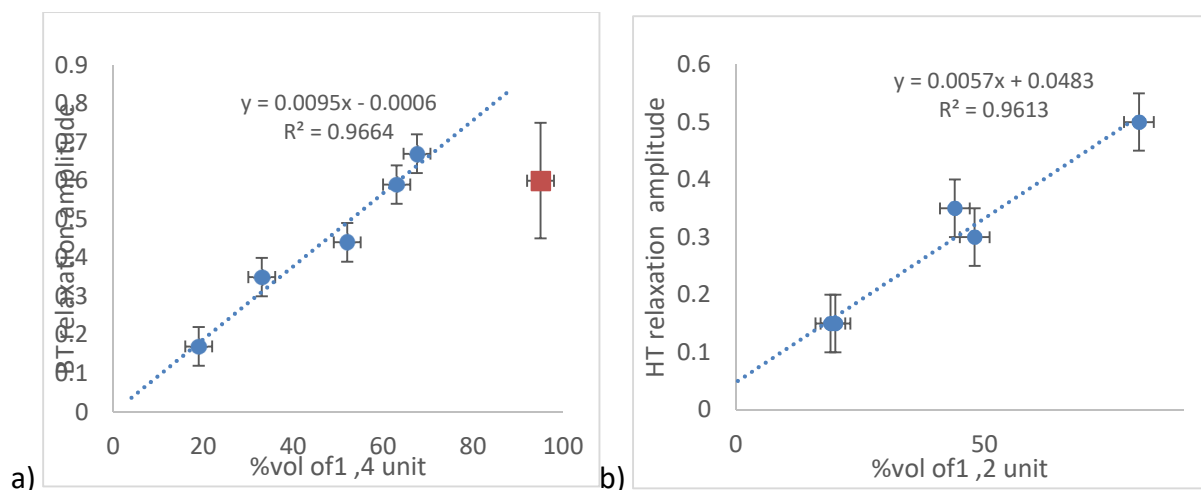 0.9
0.8
0.7
0.6
0.5
0.4
0.3
0.2
0.1
0
BT relaxation amplitude
y = 0.0095x - 0.0006
R² = 0.9664
0 20 40 60 80 100
%vol of1 ,4 unit
a)
0.6
0.5
0.4
0.3
0.2
0.1
0
HT relaxation amplitude
y = 0.0057x + 0.0483
R² = 0.9613
0 50
%vol of1 ,2 unit
b)